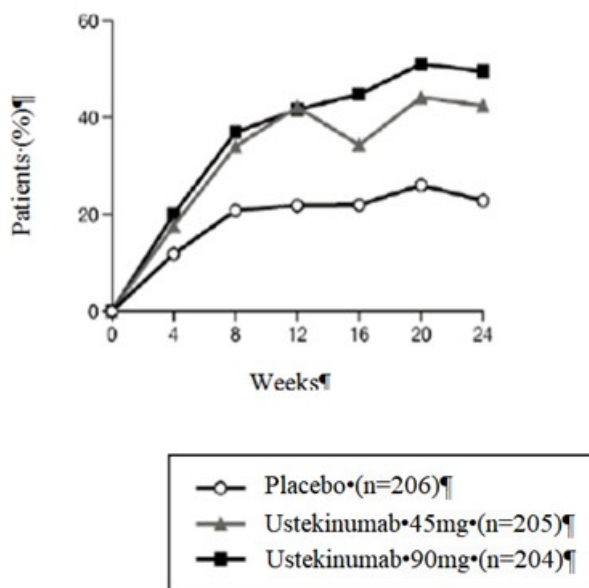 60
40
20
0
Patients·(%)¶
0 4 8 12 16 20 24
Weeks¶
Placebo•(n=206)¶
Ustekinumab•45mg•(n=205)¶
Ustekinumab•90mg•(n=204)¶